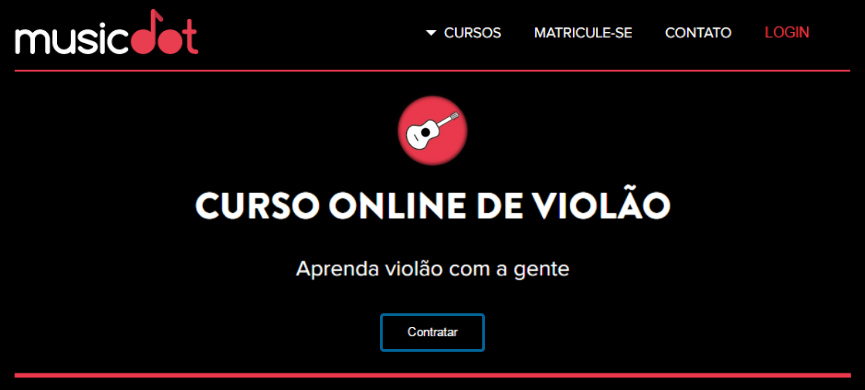 musicdot
CURSOS MATRICULE-SE CONTATO LOGIN
CURSO ONLINE DE VIOLÃO
Aprenda violão com a gente
Contratar